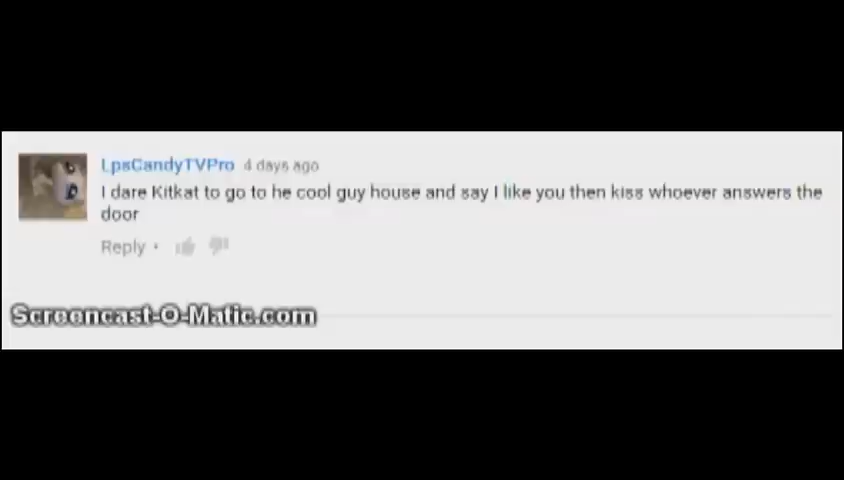 LpsCandyTVPro 4 days ago
I dare Kitkat to go to he cool guy house and say I like you then kiss whoever answers the
door
Reply •
Screencast-O-Matic.com